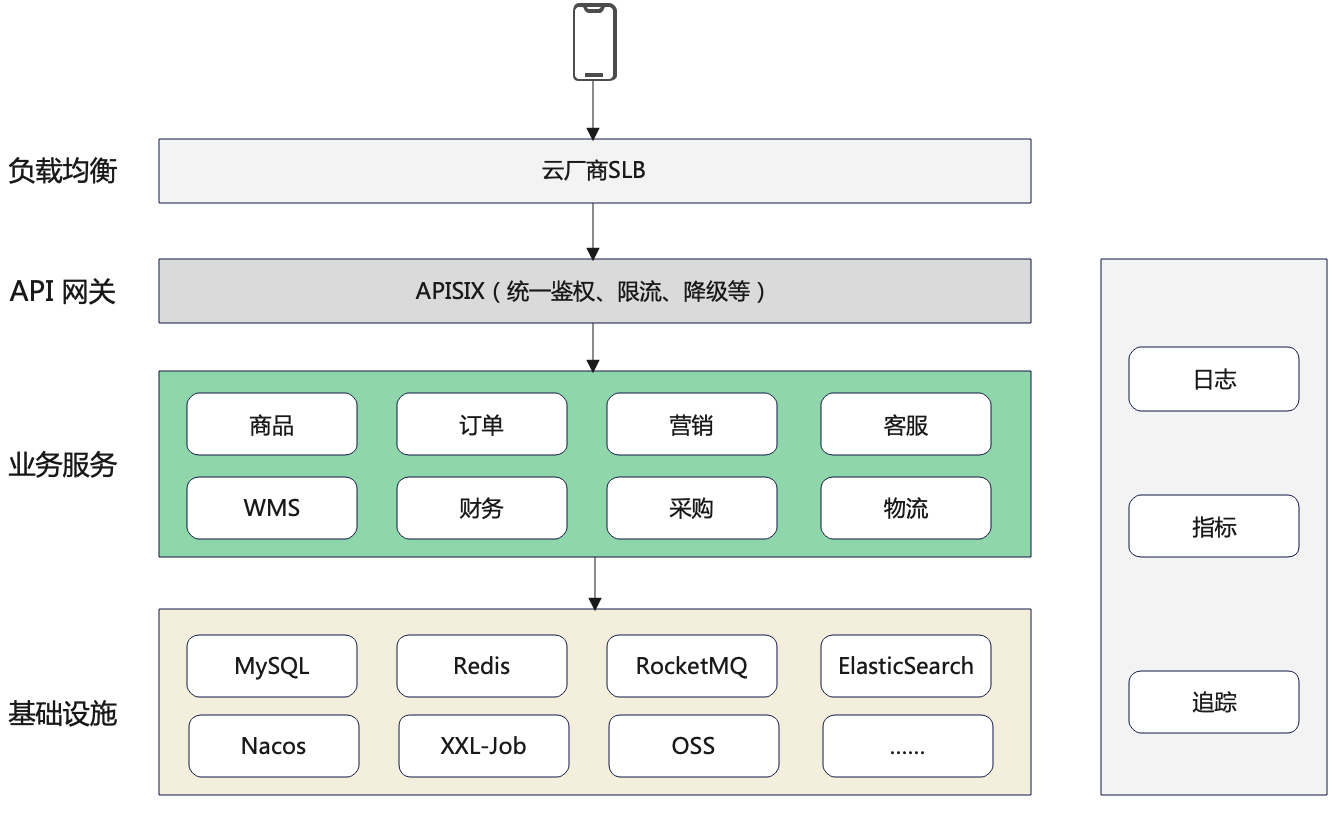 负载均衡
云厂商SLB
API 网关
APISIX（统一鉴权、限流、降级等）
业务服务
商品
订单
营销
客服
WMS
财务
采购
物流
基础设施
MySQL
Redis
RocketMQ
ElasticSearch
Nacos
XXL-Job
OSS
……
日志
指标
追踪